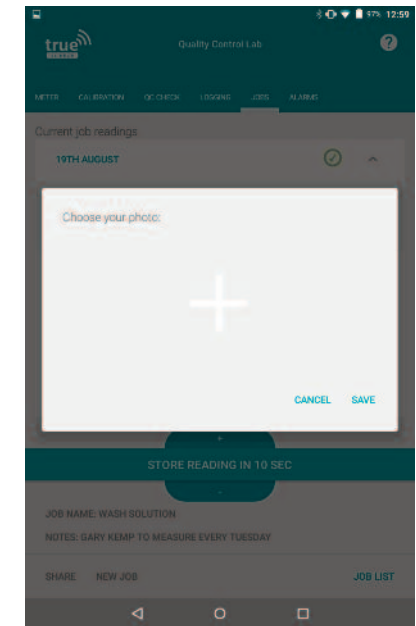 97% 12:59
true
Quality Control Lab
?
METER CALIBRATION QC CHECK LOGGING JOBS ALARMS
Current job readings
19TH AUGUST
Choose your photo:
CANCEL SAVE
+
STORE READING IN 10 SEC
-
JOB NAME: WASH SOLUTION
NOTES: GARY KEMP TO MEASURE EVERY TUESDAY
SHARE NEW JOB JOB LIST